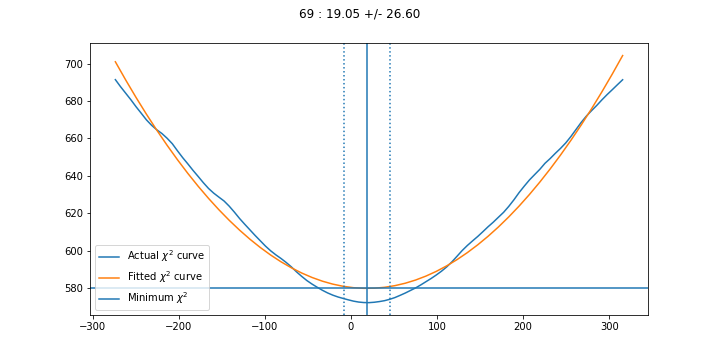 69 : 19.05 +/- 26.60
700
680
660
640
620
600
580
Actual χ² curve
Fitted χ² curve
Minimum χ²
−300 −200 −100 0 100 200 300